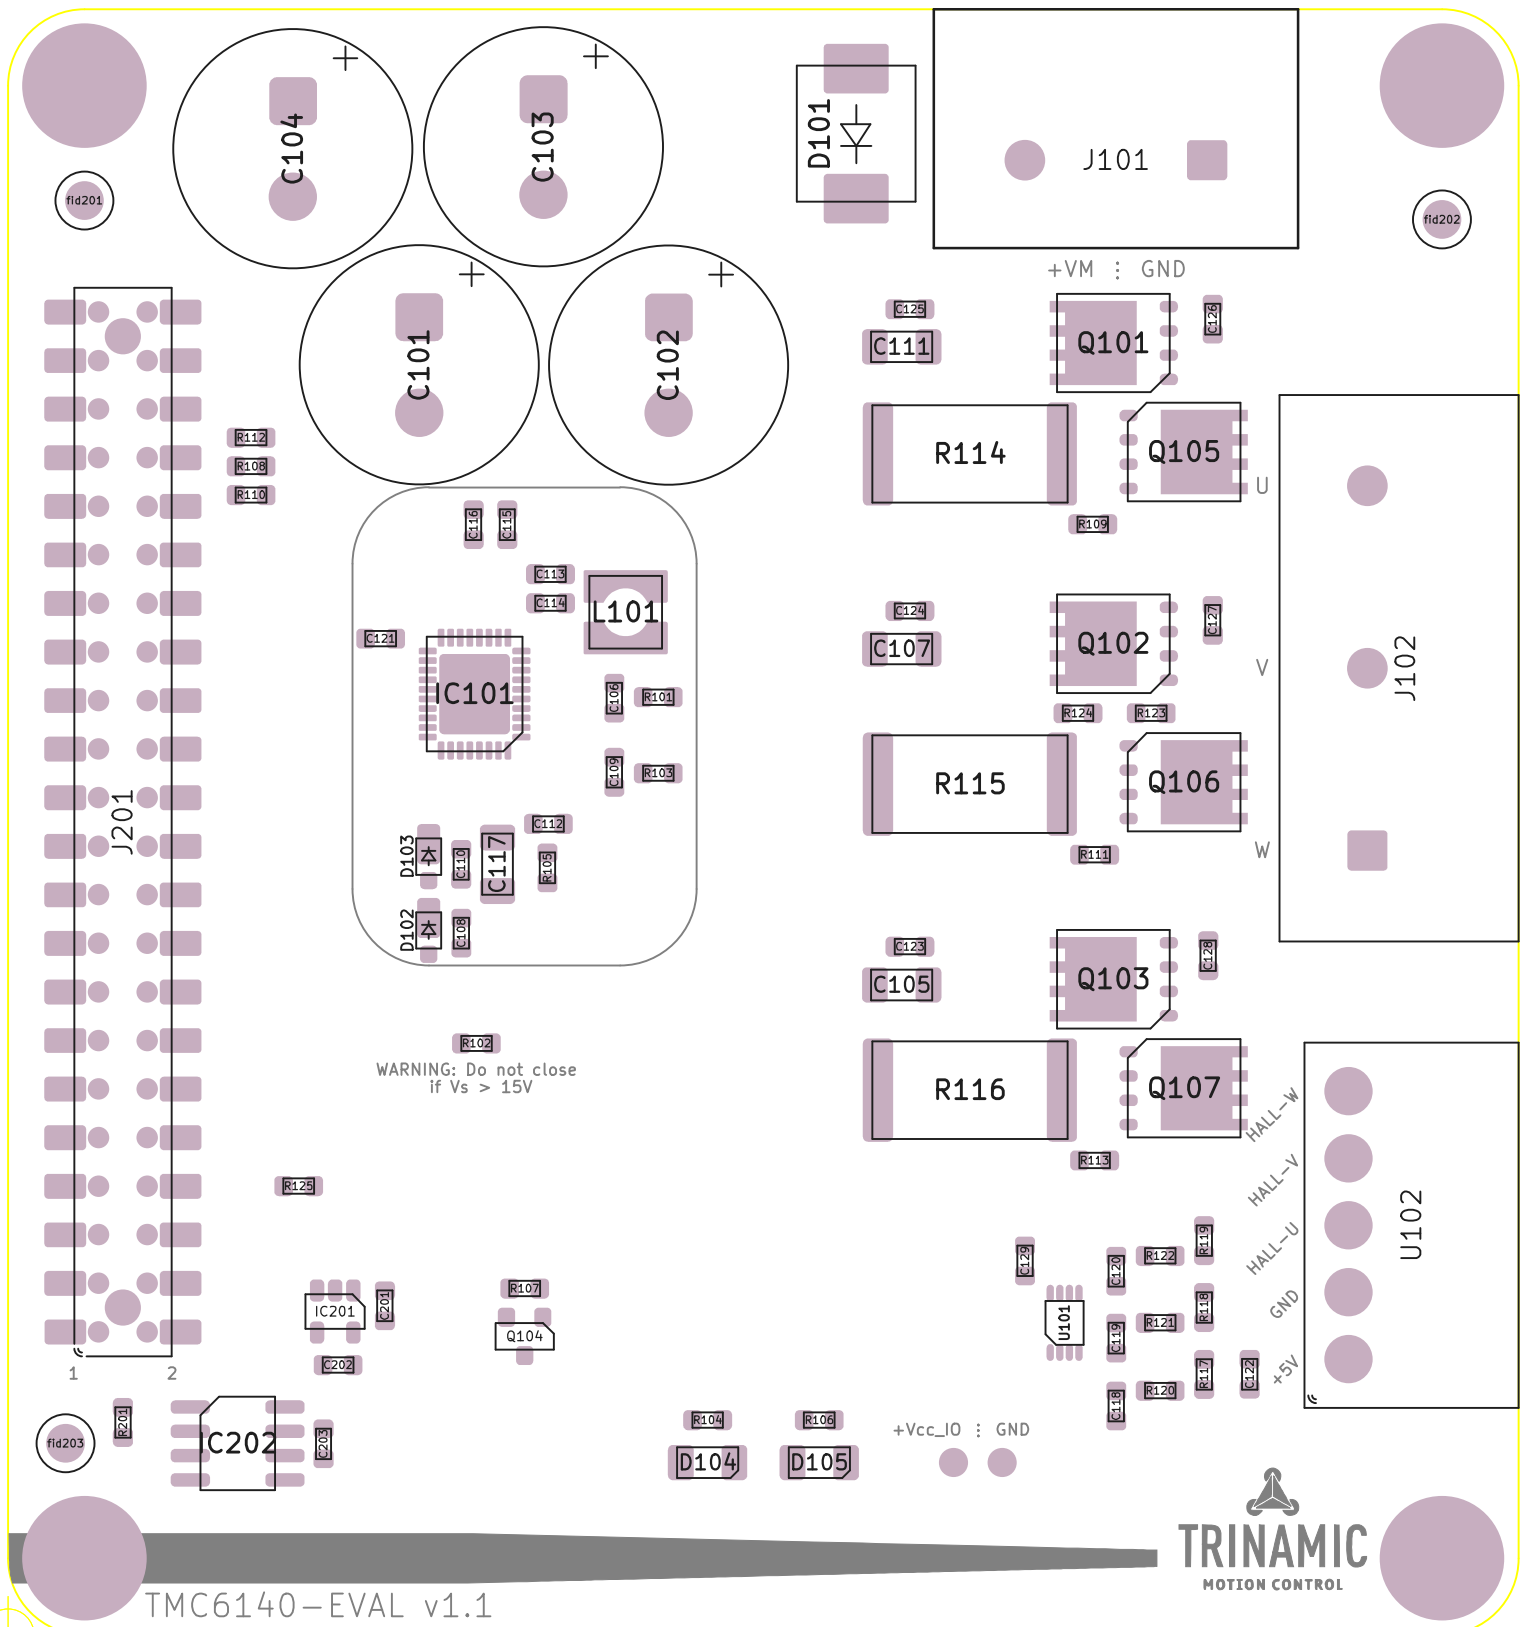 C104
C103
D101
J101
fid201
fid202
+VM ⋮ GND
C101
C102
C125
C111
C126
Q101
R112
R108
R110
R114
Q105
U
R109
C116
C115
C113
C114
L101
C121
C124
C107
C127
Q102
V
J102
IC101
C106
R101
R124
R123
C109
R103
R115
Q106
J201
C112
D103
C110
C117
R105
R111
W
D102
C108
C123
C105
C128
Q103
R102
WARNING: Do not close
if Vs > 15V
R116
Q107
HALL-W
R113
HALL-V
R125
U102
HALL-U
C129
C120
R122
R119
IC201
C201
R107
Q104
U101
C119
R121
R118
GND
C202
1
2
+5V
C118
R120
R117
C122
R201
fid203
IC202
C203
R104
R106
D104
D105
+Vcc_IO ⋮ GND
TRINAMIC
MOTION CONTROL
TMC6140-EVAL v1.1